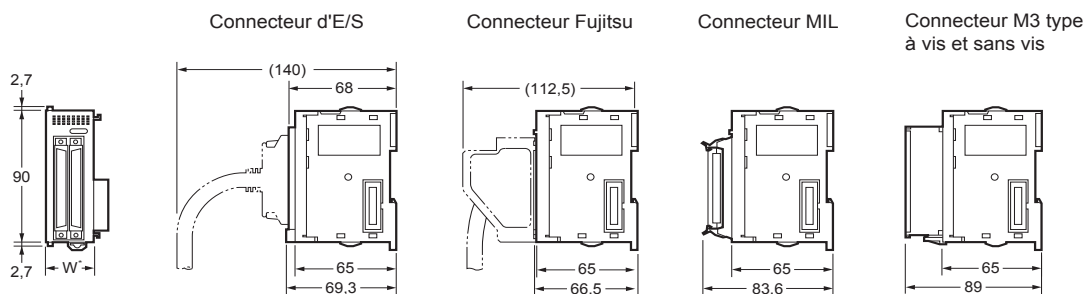 Connecteur d'E/S
Connecteur Fujitsu
Connecteur MIL
Connecteur M3 type
à vis et sans vis
2,7
90
2,7
W*
(140)
68
65
69,3
(112,5)
65
66,5
65
83,6
65
89